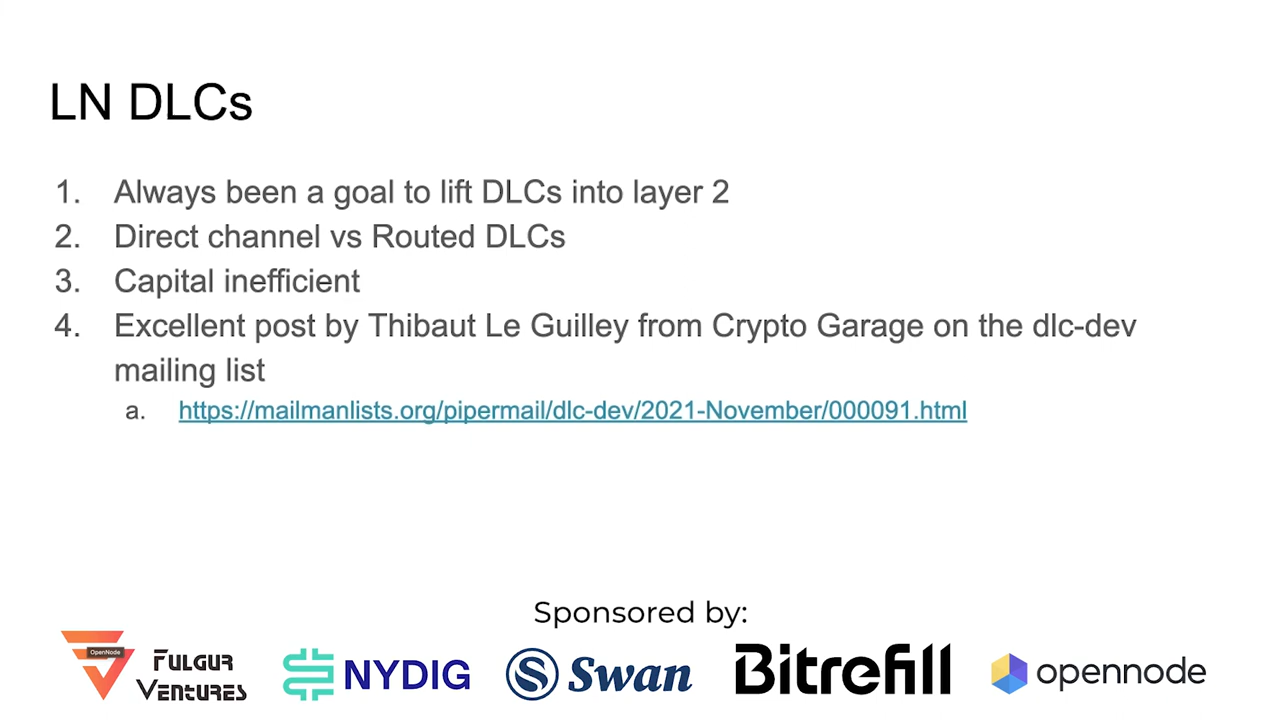 LN DLCs
1. Always been a goal to lift DLCs into layer 2
2. Direct channel vs Routed DLCs
3. Capital inefficient
4. Excellent post by Thibaut Le Guilley from Crypto Garage on the dlc-dev
mailing list
a. https://mailmanlists.org/pipermail/dlc-dev/2021-November/000091.html
Sponsored by:
OpenNode
FULGUR
VENTURES
NYDIG
Swan
Bitrefill
opennode